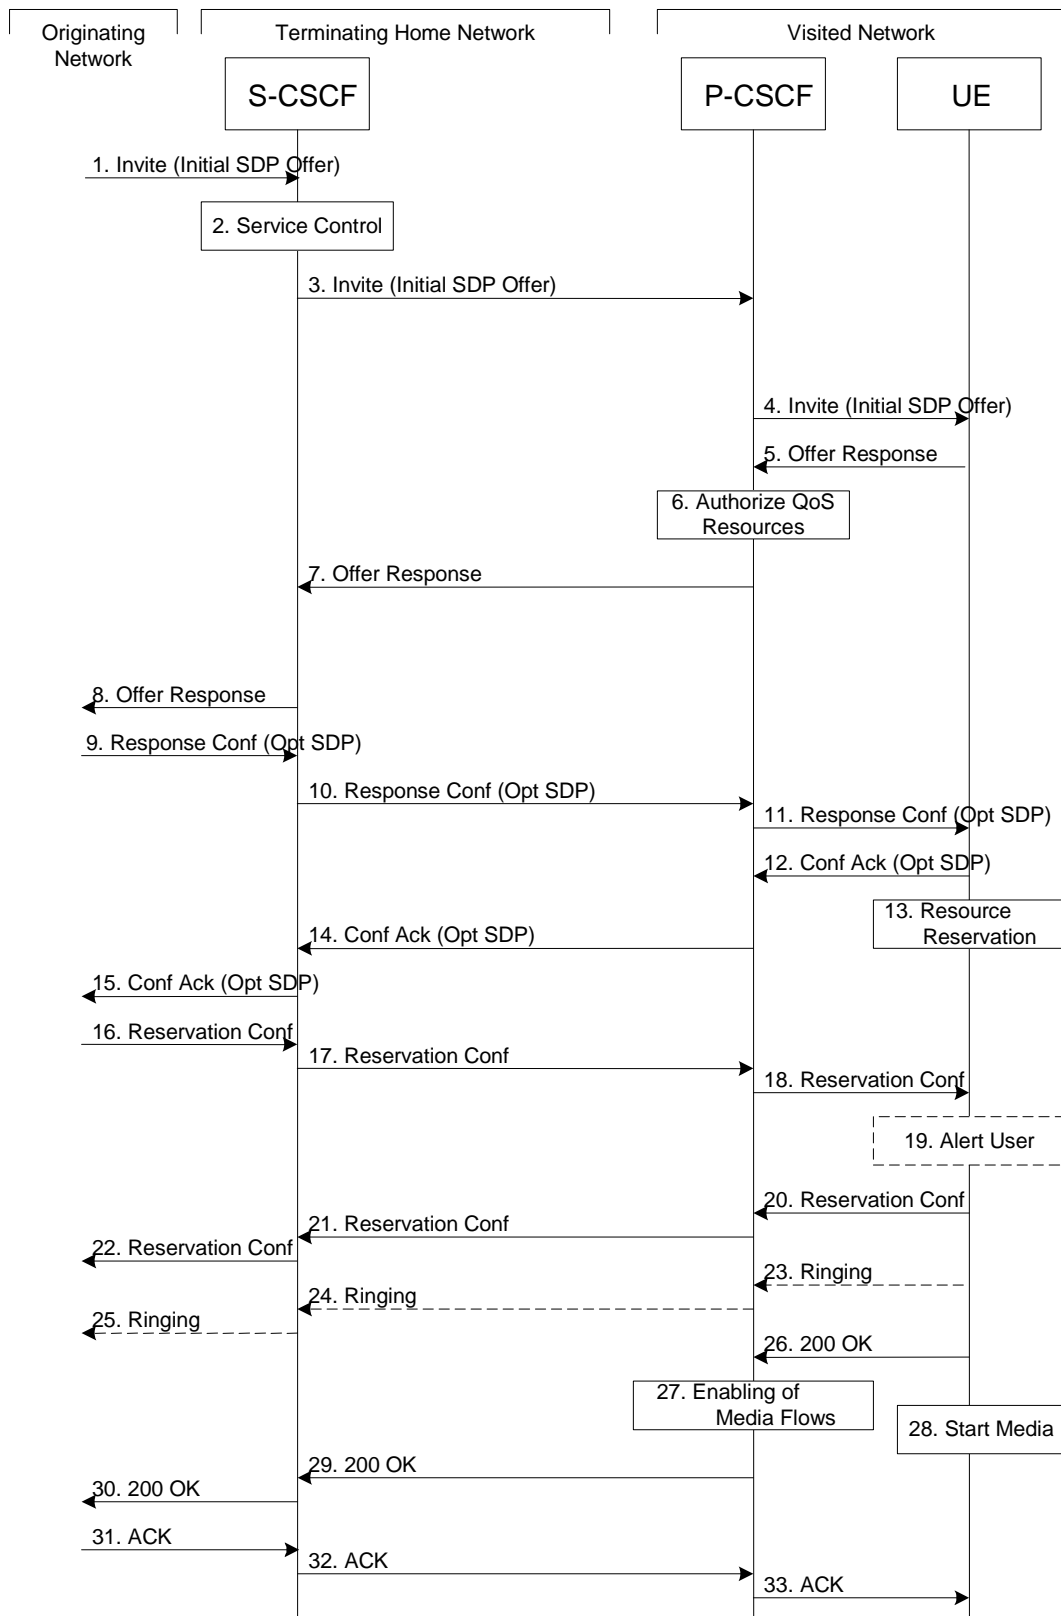 Originating
Network
Terminating Home Network
Visited Network
S-CSCF
P-CSCF
UE
1. Invite (Initial SDP Offer)
2. Service Control
3. Invite (Initial SDP Offer)
4. Invite (Initial SDP Offer)
5. Offer Response
6. Authorize QoS
Resources
7. Offer Response
8. Offer Response
9. Response Conf (Opt SDP)
10. Response Conf (Opt SDP)
11. Response Conf (Opt SDP)
12. Conf Ack (Opt SDP)
13. Resource
Reservation
14. Conf Ack (Opt SDP)
15. Conf Ack (Opt SDP)
16. Reservation Conf
17. Reservation Conf
18. Reservation Conf
19. Alert User
20. Reservation Conf
21. Reservation Conf
22. Reservation Conf
23. Ringing
24. Ringing
25. Ringing
26. 200 OK
27. Enabling of
Media Flows
28. Start Media
29. 200 OK
30. 200 OK
31. ACK
32. ACK
33. ACK